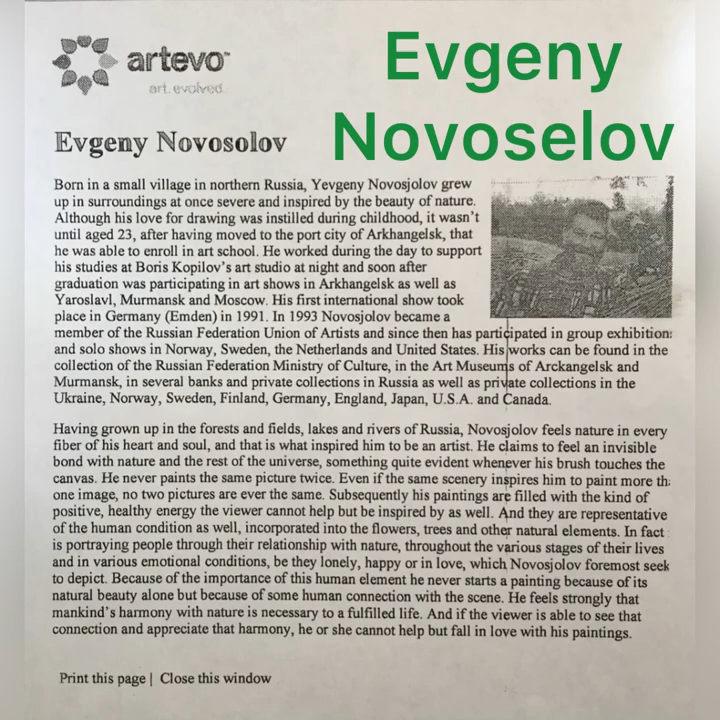 artevo™
art. evolved.
Evgeny
Novoselov
Evgeny Novosolov
Born in a small village in northern Russia, Yevgeny Novosjolov grew
up in surroundings at once severe and inspired by the beauty of nature.
Although his love for drawing was instilled during childhood, it wasn't
until aged 23, after having moved to the port city of Arkhangelsk, that
he was able to enroll in art school. He worked during the day to support
his studies at Boris Kopilov's art studio at night and soon after
graduation was participating in art shows in Arkhangelsk as well as
Yaroslavl, Murmansk and Moscow. His first international show took
place in Germany (Emden) in 1991. In 1993 Novosjolov became a
member of the Russian Federation Union of Artists and since then has participated in group exhibition
and solo shows in Norway, Sweden, the Netherlands and United States. His works can be found in the
collection of the Russian Federation Ministry of Culture, in the Art Museums of Arckangelsk and
Murmansk, in several banks and private collections in Russia as well as private collections in the
Ukraine, Norway, Sweden, Finland, Germany, England, Japan, U.S.A. and Canada.
Having grown up in the forests and fields, lakes and rivers of Russia, Novosjolov feels nature in every
fiber of his heart and soul, and that is what inspired him to be an artist. He claims to feel an invisible
bond with nature and the rest of the universe, something quite evident whenever his brush touches the
canvas. He never paints the same picture twice. Even if the same scenery inspires him to paint more th
one image, no two pictures are ever the same. Subsequently his paintings are filled with the kind of
positive, healthy energy the viewer cannot help but be inspired by as well. And they are representative
of the human condition as well, incorporated into the flowers, trees and other natural elements. In fact
is portraying people through their relationship with nature, throughout the various stages of their lives
and in various emotional conditions, be they lonely, happy or in love, which Novosjolov foremost seek
to depict. Because of the importance of this human element he never starts a painting because of its
natural beauty alone but because of some human connection with the scene. He feels strongly that
mankind's harmony with nature is necessary to a fulfilled life. And if the viewer is able to see that
connection and appreciate that harmony, he or she cannot help but fall in love with his paintings.
Print this page | Close this window